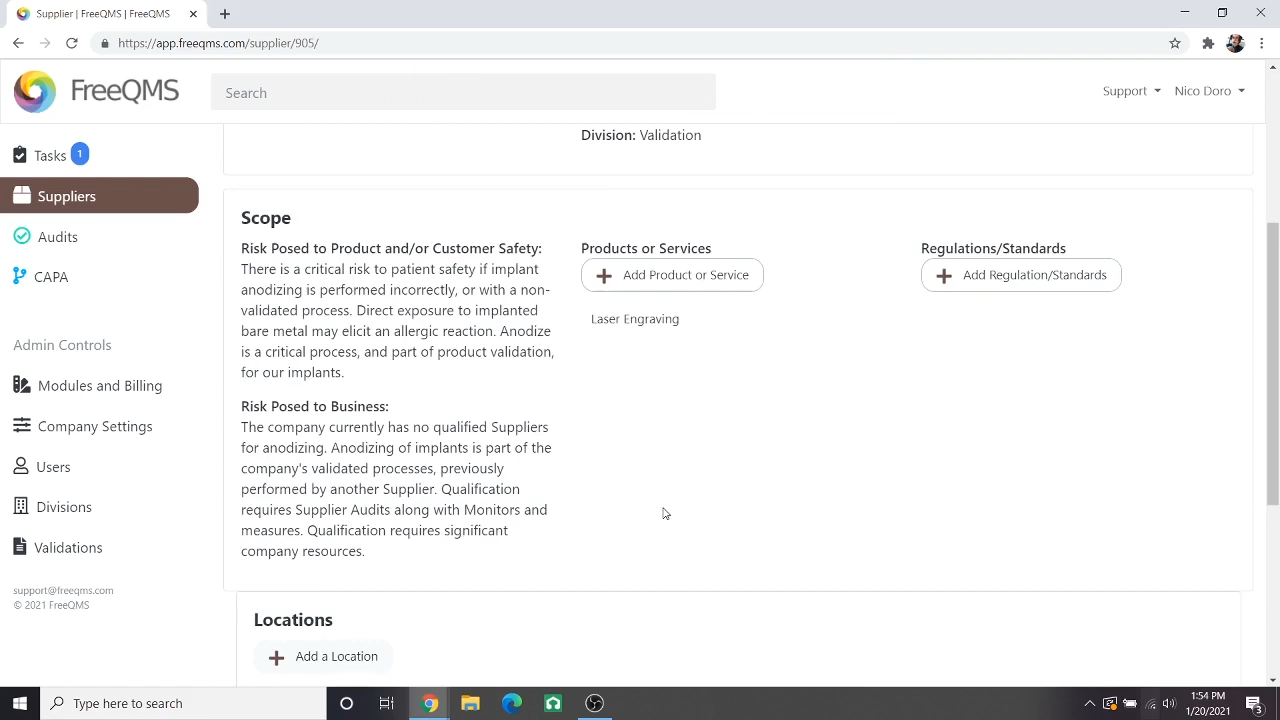 Supplier | FreeQMS | FreeQMS
https://app.freeqms.com/supplier/905/
FreeQMS
Search
Support
Nico Doro
Tasks 1
Suppliers
Audits
CAPA
Admin Controls
Modules and Billing
Company Settings
Users
Divisions
Validations
support@freeqms.com
© 2021 FreeQMS
Division: Validation
Scope
Risk Posed to Product and/or Customer Safety:
There is a critical risk to patient safety if implant
anodizing is performed incorrectly, or with a non-
validated process. Direct exposure to implanted
bare metal may elicit an allergic reaction. Anodize
is a critical process, and part of product validation,
for our implants.
Risk Posed to Business:
The company currently has no qualified Suppliers
for anodizing. Anodizing of implants is part of the
company's validated processes, previously
performed by another Supplier. Qualification
requires Supplier Audits along with Monitors and
measures. Qualification requires significant
company resources.
Products or Services
Add Product or Service
Laser Engraving
Regulations/Standards
Add Regulation/Standards
Locations
Add a Location
Type here to search
1:54 PM
1/20/2021
3